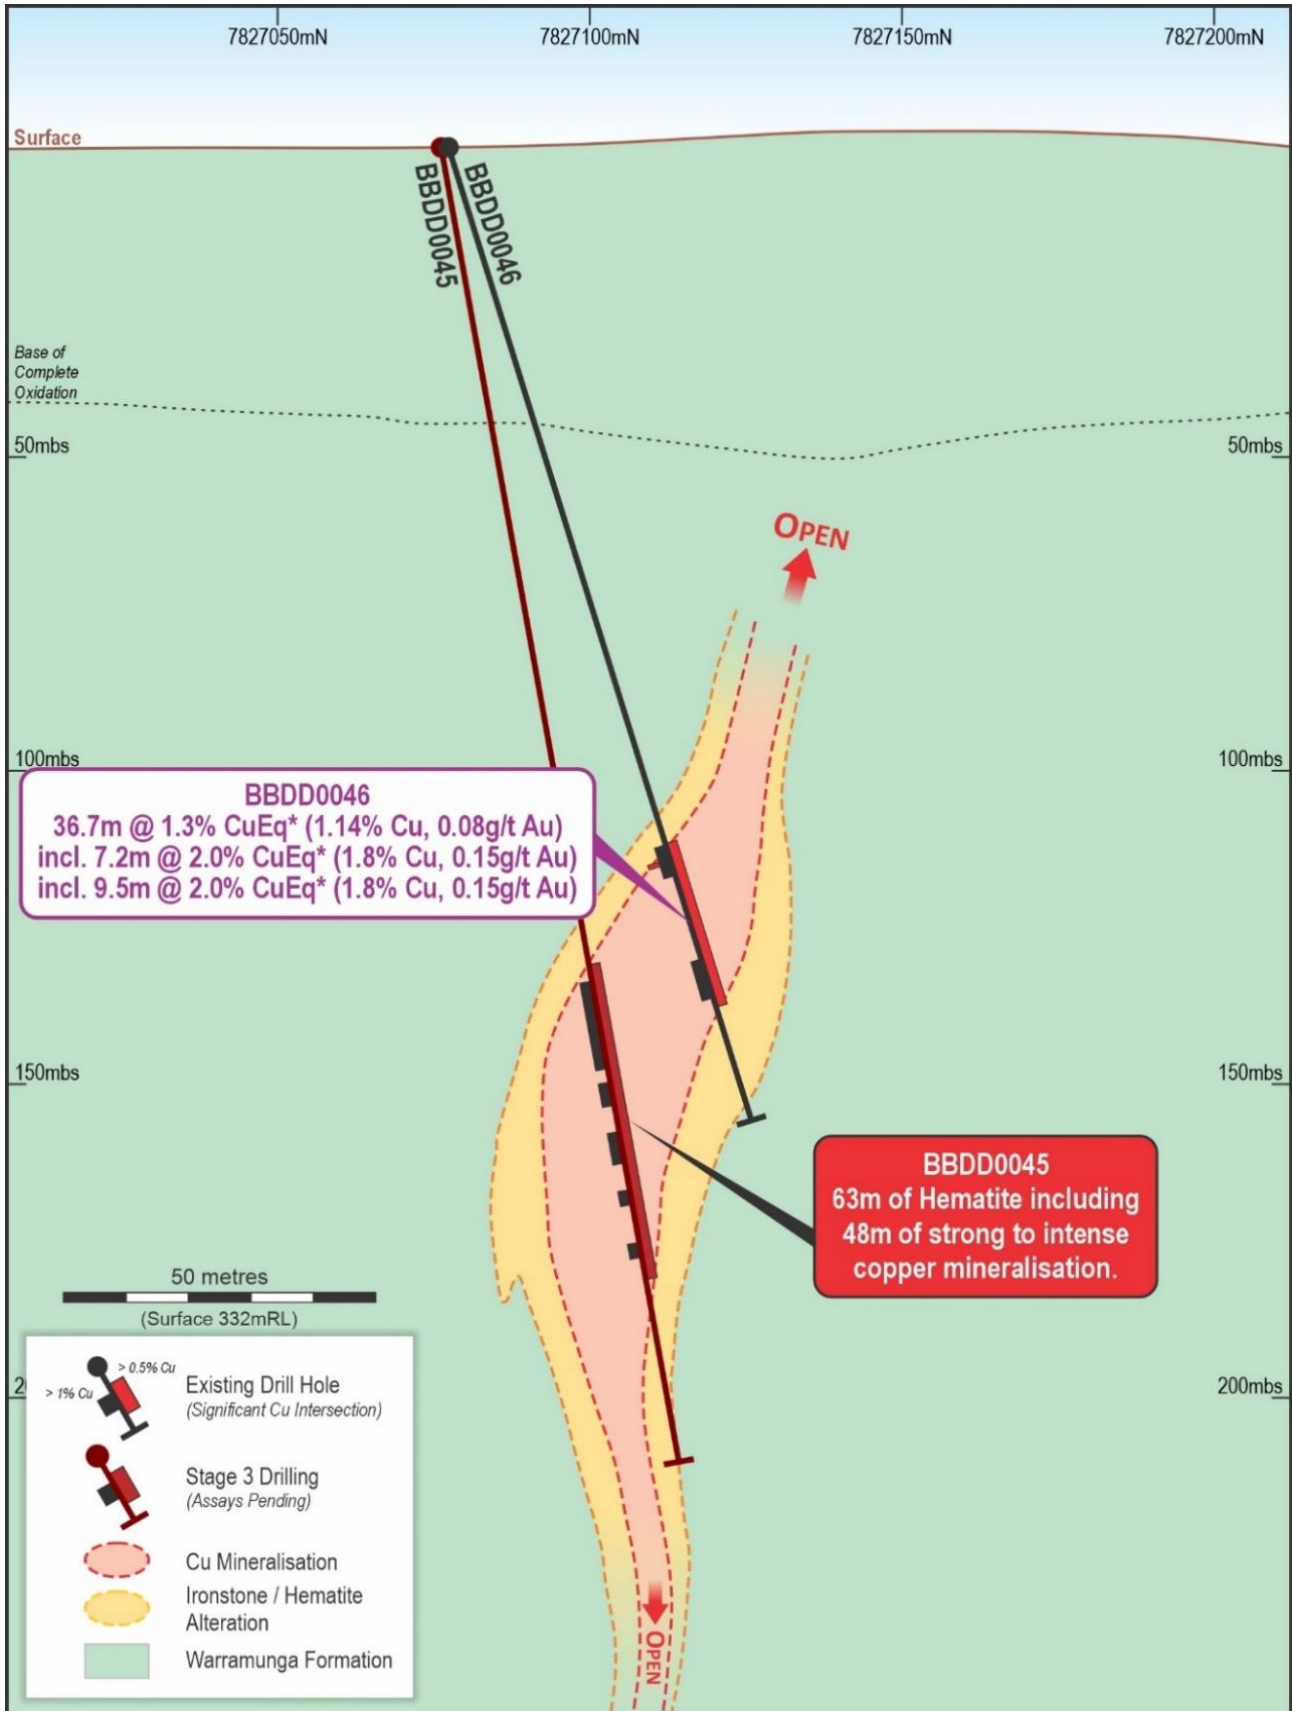 7827050mN
7827100mN
7827150mN
7827200mN
Surface
BBDD0045
BBDD0046
Base of
Complete
Oxidation
50mbs
50mbs
OPEN
100mbs
100mbs
BBDD0046
36.7m @ 1.3% CuEq* (1.14% Cu, 0.08g/t Au)
incl. 7.2m @ 2.0% CuEq* (1.8% Cu, 0.15g/t Au)
incl. 9.5m @ 2.0% CuEq* (1.8% Cu, 0.15g/t Au)
150mbs
150mbs
BBDD0045
63m of Hematite including
48m of strong to intense
copper mineralisation.
50 metres
(Surface 332mRL)
200mbs
> 0.5% Cu
> 1% Cu
Existing Drill Hole
(Significant Cu Intersection)
Stage 3 Drilling
(Assays Pending)
Cu Mineralisation
Ironstone / Hematite
Alteration
Warramunga Formation
OPEN